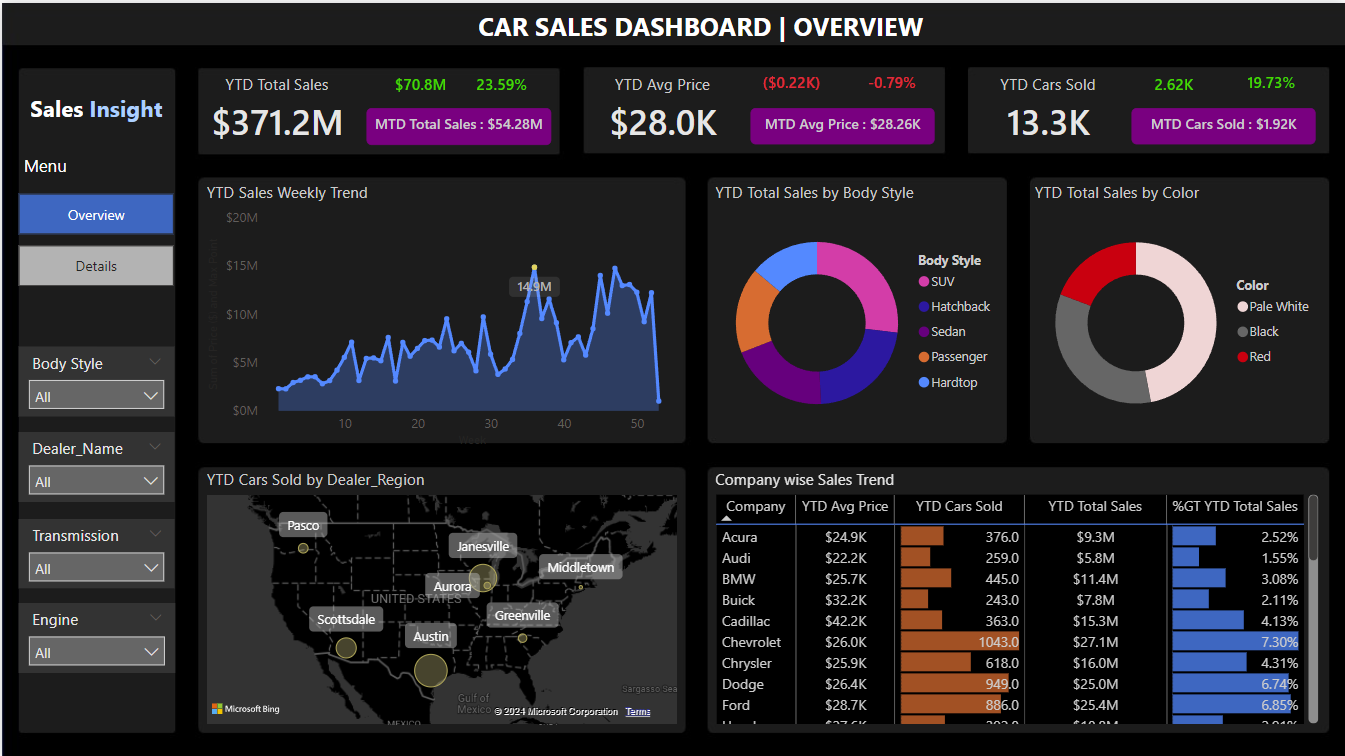 CAR SALES DASHBOARD | OVERVIEW
Sales Insight
Menu
Overview
Details
Body Style
All
Dealer_Name
All
Transmission
All
Engine
All
YTD Total Sales $70.8M 23.59%
$371.2M MTD Total Sales : $54.28M
YTD Avg Price ($0.22K) -0.79%
$28.0K MTD Avg Price : $28.26K
YTD Cars Sold 2.62K 19.73%
13.3K MTD Cars Sold : $1.92K
YTD Sales Weekly Trend
$20M
$15M
$10M
$5M
$0M
14.9M
10 20 30 40 50
Week
YTD Total Sales by Body Style
Body Style
SUV
Hatchback
Sedan
Passenger
Hardtop
YTD Total Sales by Color
Color
Pale White
Black
Red
YTD Cars Sold by Dealer_Region
Pasco
Janesville
Middletown
Aurora
UNITED STATES
Scottsdale
Greenville
Austin
Sargasso Sea
Gulf of
Mexico
MEXICO
Microsoft Bing
© 2024 Microsoft Corporation Terms
Company wise Sales Trend
Company YTD Avg Price YTD Cars Sold YTD Total Sales %GT YTD Total Sales
Acura $24.9K 376.0 $9.3M 2.52%
Audi $22.2K 259.0 $5.8M 1.55%
BMW $25.7K 445.0 $11.4M 3.08%
Buick $32.2K 243.0 $7.8M 2.11%
Cadillac $42.2K 363.0 $15.3M 4.13%
Chevrolet $26.0K 1043.0 $27.1M 7.30%
Chrysler $25.9K 618.0 $16.0M 4.31%
Dodge $26.4K 949.0 $25.0M 6.74%
Ford $28.7K 886.0 $25.4M 6.85%